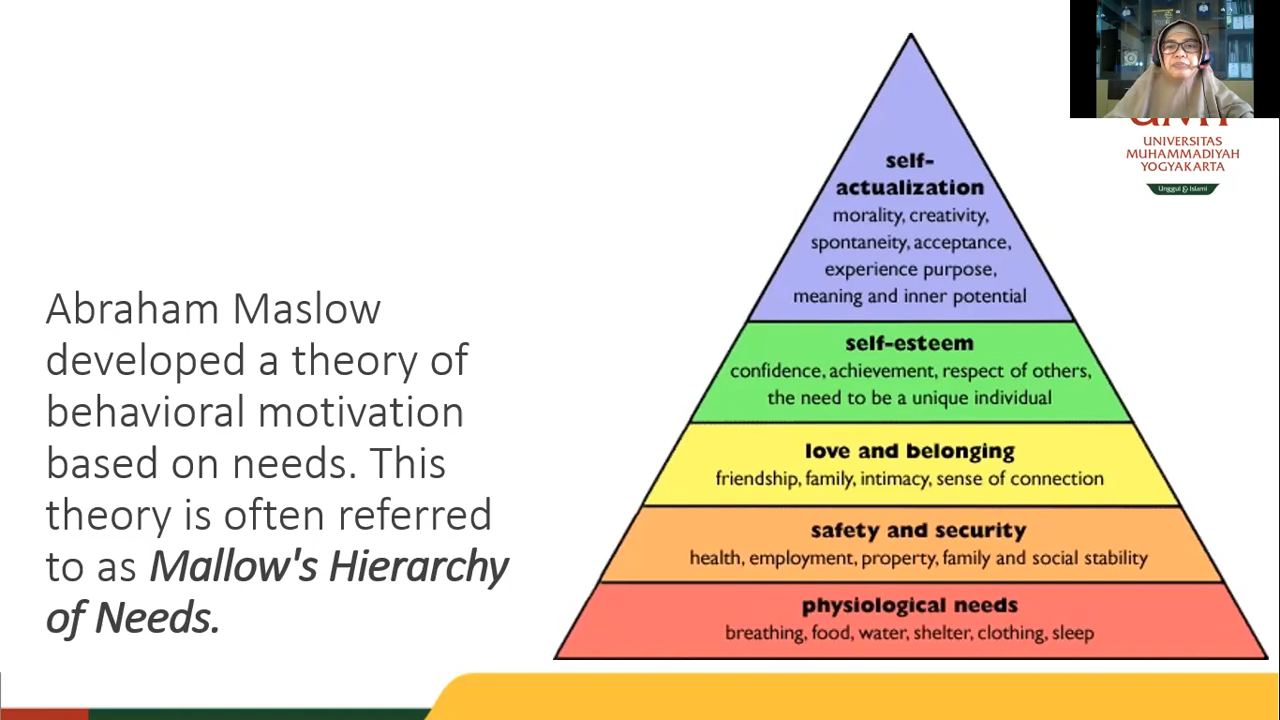 Abraham Maslow
developed a theory of
behavioral motivation
based on needs. This
theory is often referred
to as Mallow's Hierarchy
of Needs.
self-
actualization
morality, creativity,
spontaneity, acceptance,
experience purpose,
meaning and inner potential
self-esteem
confidence, achievement, respect of others,
the need to be a unique individual
love and belonging
friendship, family, intimacy, sense of connection
safety and security
health, employment, property, family and social stability
physiological needs
breathing, food, water, shelter, clothing, sleep
UNIVERSITAS
MUHAMMADIYAH
YOGYAKARTA
Unggul & Islami